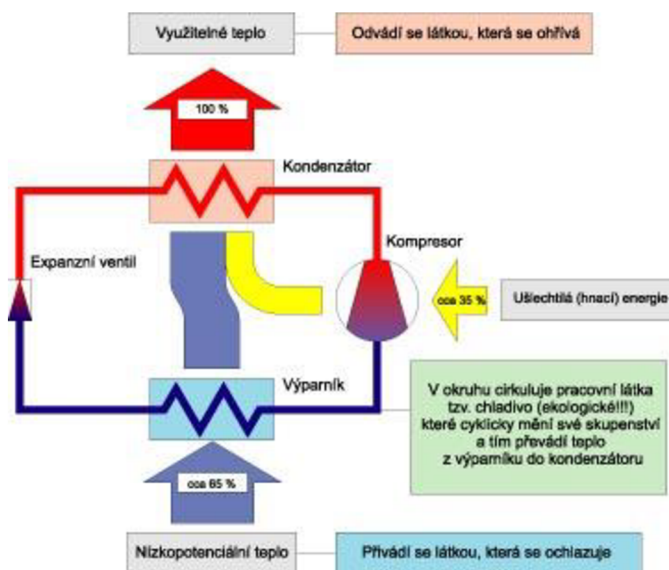 Využitelné teplo
Odvádí se látkou, která se ohřívá
100 %
Kondenzátor
Kompresor
Expanzní ventil
cca 35 %
Ušlechtilá (hnací) energie
Výparník
V okruhu cirkuluje pracovní látka
tzv. chladivo (ekologické!!!)
které cyklicky mění své skupenství
a tím převádí teplo
z výparníku do kondenzátoru
cca 65 %
Nízkopotenciální teplo
Přivádí se látkou, která se ochlazuje